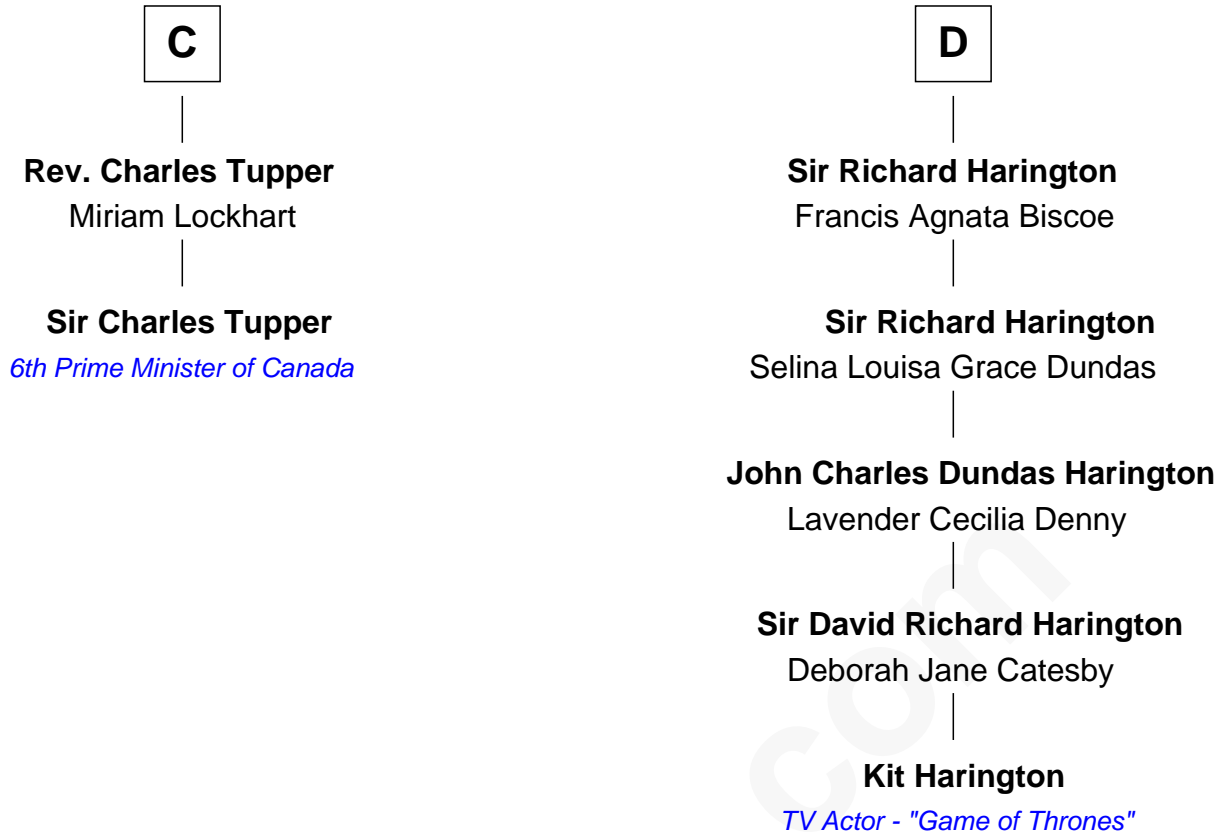 C
Rev. Charles Tupper
Miriam Lockhart
Sir Charles Tupper
6th Prime Minister of Canada
D
Sir Richard Harington
Francis Agnata Biscoe
Sir Richard Harington
Selina Louisa Grace Dundas
John Charles Dundas Harington
Lavender Cecilia Denny
Sir David Richard Harington
Deborah Jane Catesby
Kit Harington
TV Actor - "Game of Thrones"
com